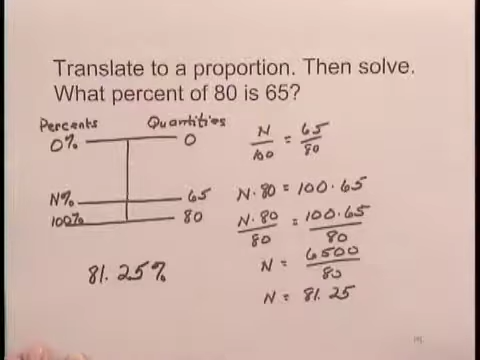 Translate to a proportion. Then solve.
What percent of 80 is 65?
Percents Quantities
0% 0
N% 65
100% 80
81.25%
N/100 = 65/80
N·80 = 100·65
N·80/80 = 100·65/80
N = 6500/80
N = 81.25